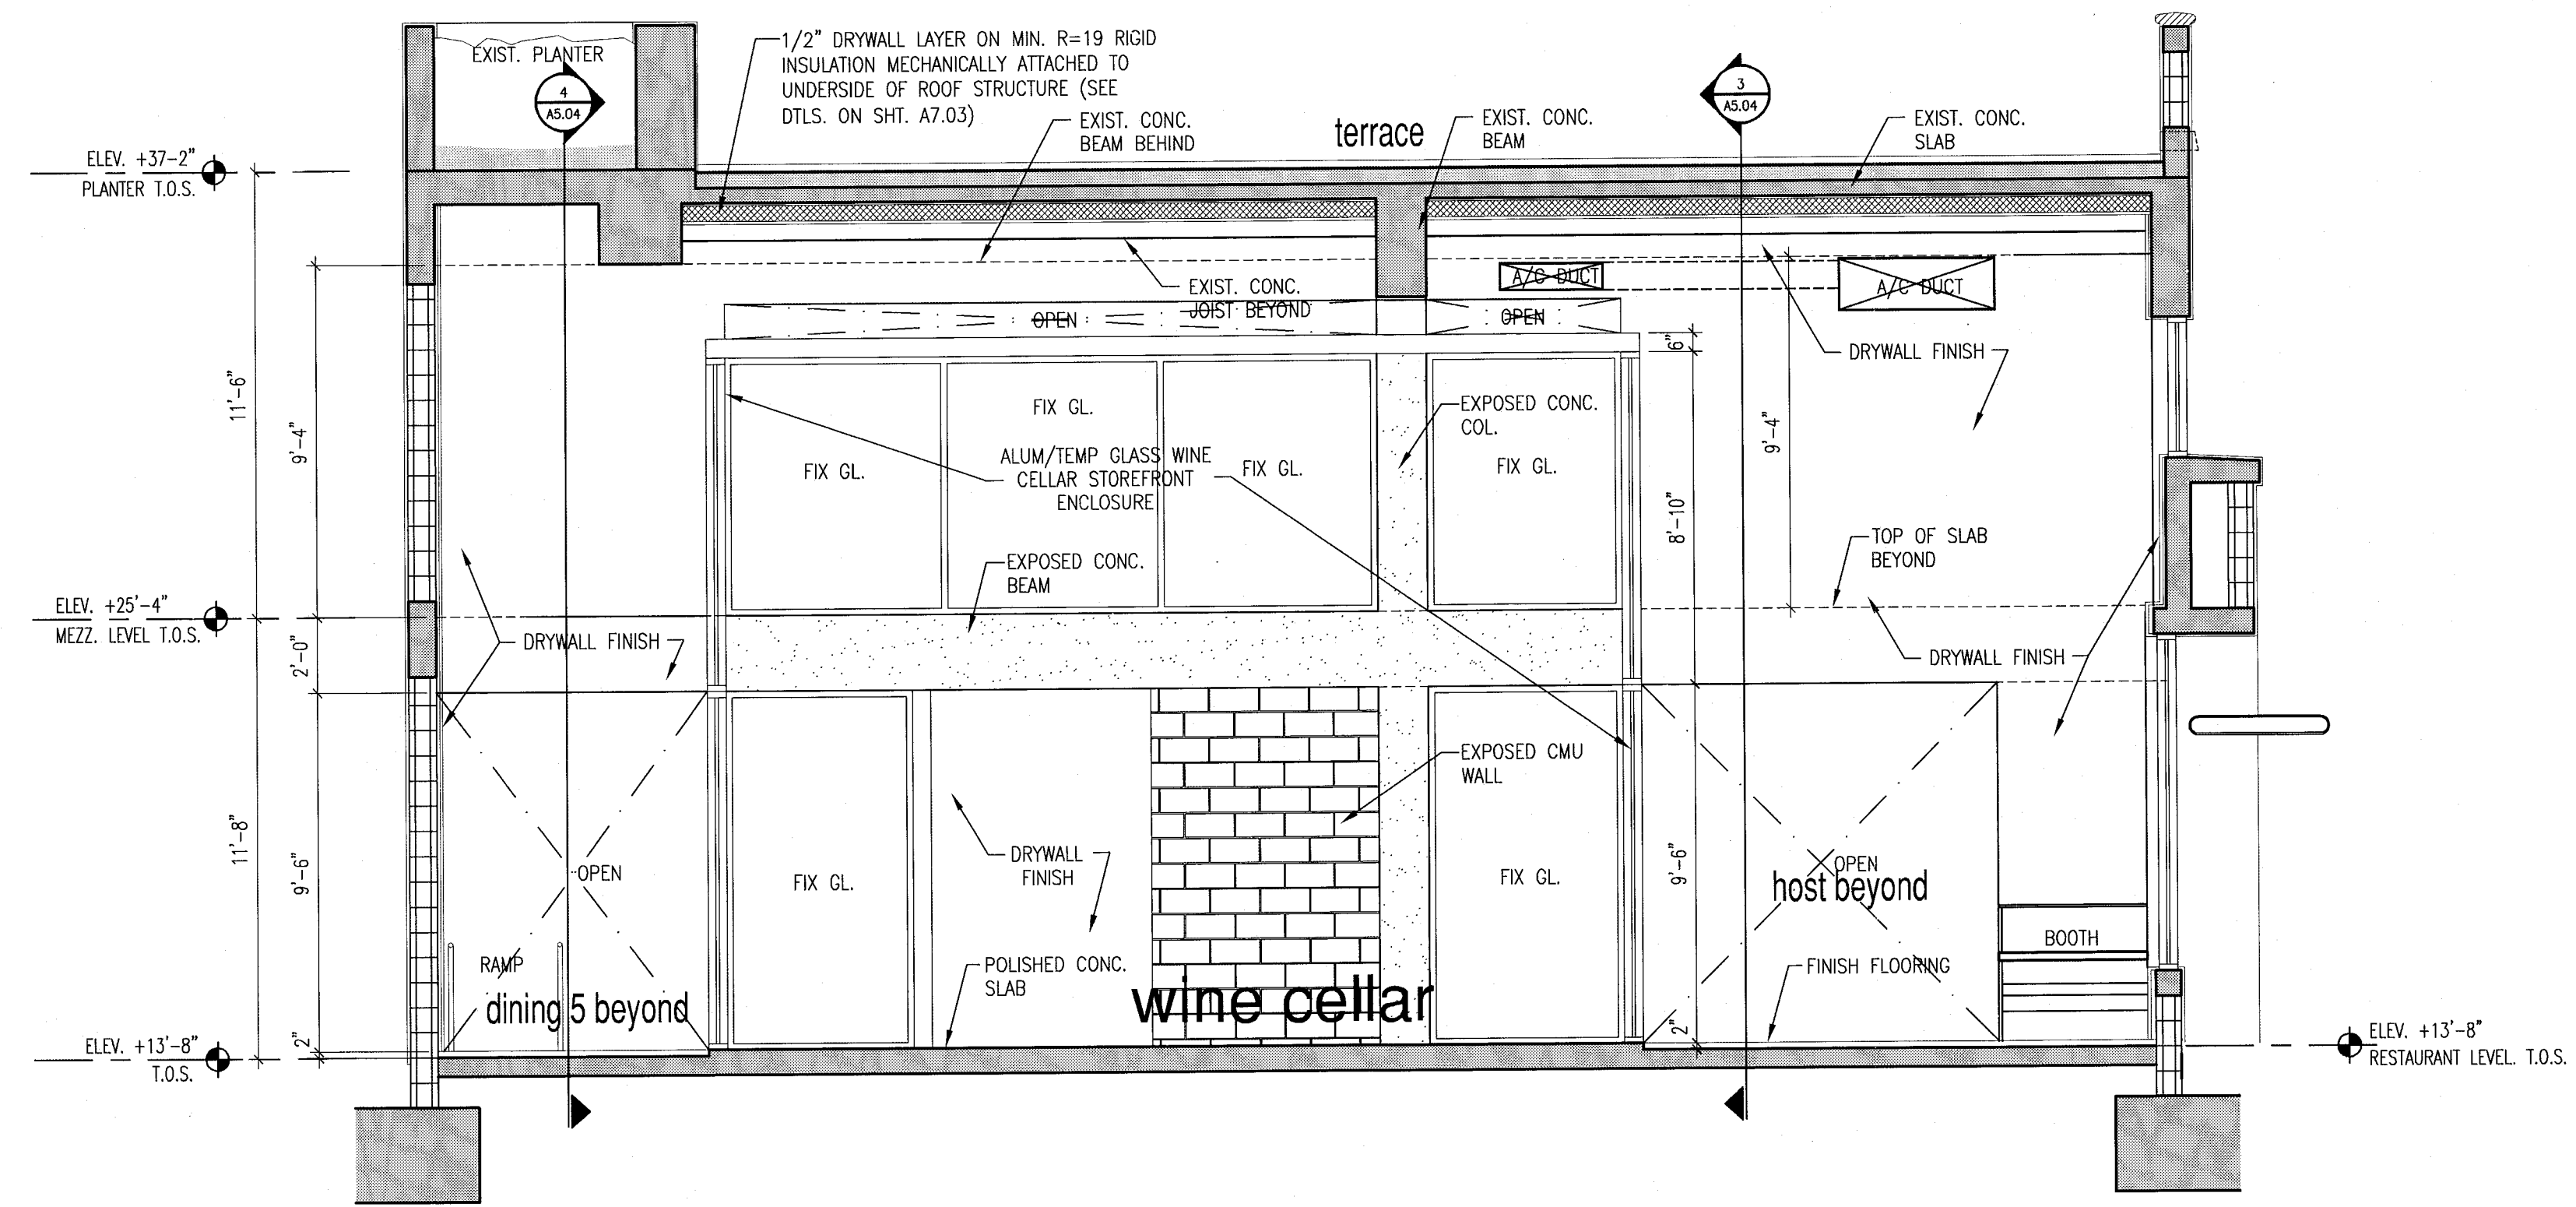 EXIST. PLANTER
4
A5.04
1/2" DRYWALL LAYER ON MIN. R=19 RIGID
INSULATION MECHANICALLY ATTACHED TO
UNDERSIDE OF ROOF STRUCTURE (SEE
DTLS. ON SHT. A7.03)
EXIST. CONC.
BEAM BEHIND
terrace
EXIST. CONC.
BEAM
3
A5.04
EXIST. CONC.
SLAB
ELEV. +37-2"
PLANTER T.O.S.
EXIST. CONC.
JOIST BEYOND
A/C DUCT
A/C DUCT
OPEN
OPEN
6"
DRYWALL FINISH
11'-6"
9'-4"
FIX GL.
FIX GL.
FIX GL.
FIX GL.
ALUM/TEMP GLASS WINE
CELLAR STOREFRONT
ENCLOSURE
EXPOSED CONC.
COL.
9'-4"
8'-10"
EXPOSED CONC.
BEAM
TOP OF SLAB
BEYOND
ELEV. +25'-4"
MEZZ. LEVEL T.O.S.
2'-0"
DRYWALL FINISH
DRYWALL FINISH
11'-8"
9'-6"
OPEN
FIX GL.
DRYWALL
FINISH
EXPOSED CMU
WALL
FIX GL.
9'-6"
OPEN
host beyond
BOOTH
RAMP
dining 5 beyond
POLISHED CONC.
SLAB
wine cellar
FINISH FLOORING
2"
2"
ELEV. +13'-8"
T.O.S.
ELEV. +13'-8"
RESTAURANT LEVEL. T.O.S.